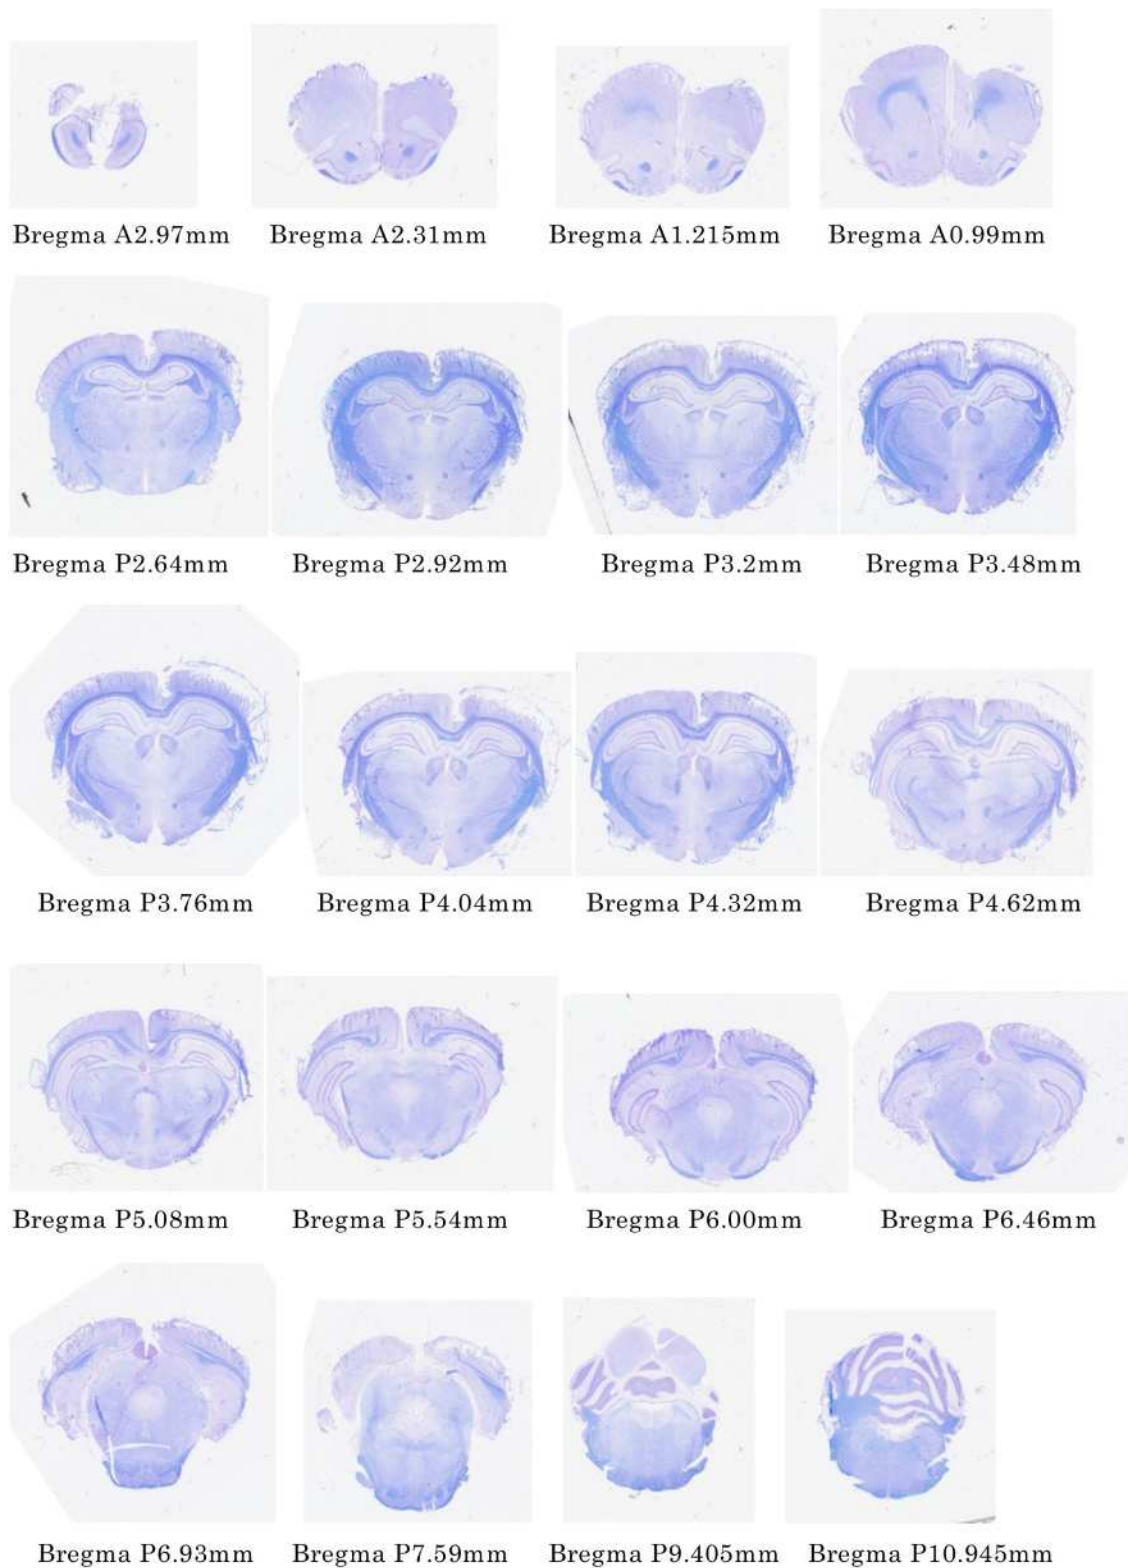 Bregma A2.97mm Bregma A2.31mm Bregma A1.215mm Bregma A0.99mm
Bregma P2.64mm Bregma P2.92mm Bregma P3.2mm Bregma P3.48mm
Bregma P3.76mm Bregma P4.04mm Bregma P4.32mm Bregma P4.62mm
Bregma P5.08mm Bregma P5.54mm Bregma P6.00mm Bregma P6.46mm
Bregma P6.93mm Bregma P7.59mm Bregma P9.405mm Bregma P10.945mm